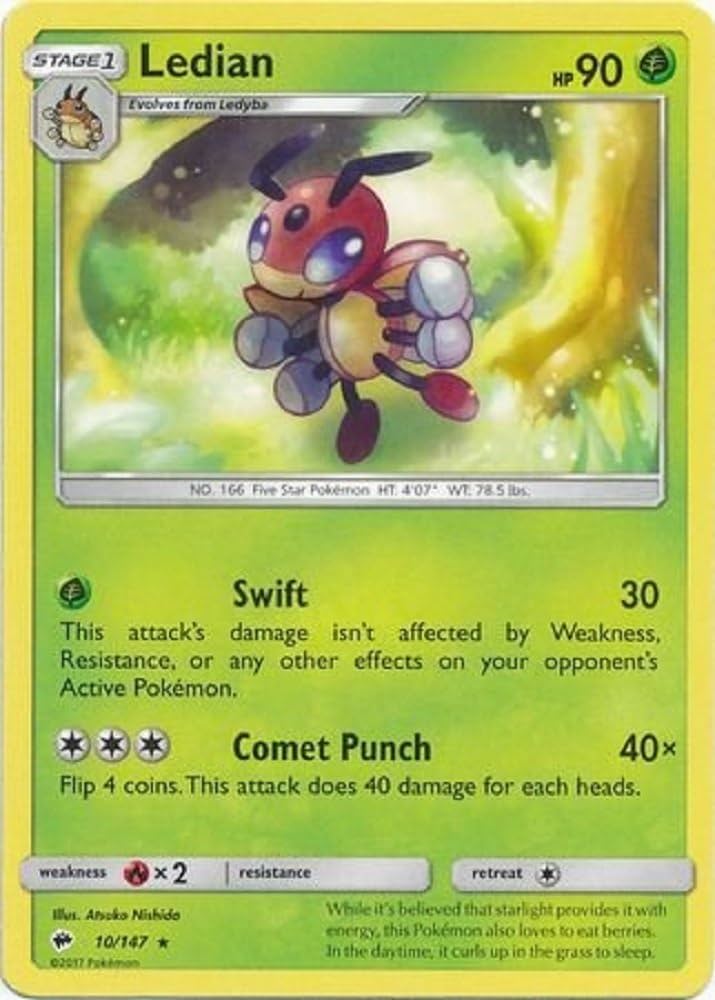 STAGE1 Ledian HP90
Evolves from Ledyba
NO. 166 Five Star Pokémon HT: 4'07" WT: 78.5 lbs.
Swift 30
This attack's damage isn't affected by Weakness,
Resistance, or any other effects on your opponent's
Active Pokémon.
Comet Punch 40×
Flip 4 coins. This attack does 40 damage for each heads.
weakness ×2 resistance retreat
Illus. Atsuko Nishida
10/147 ★
©2017 Pokémon
While it's believed that starlight provides it with
energy, this Pokémon also loves to eat berries.
In the daytime, it curls up in the grass to sleep.